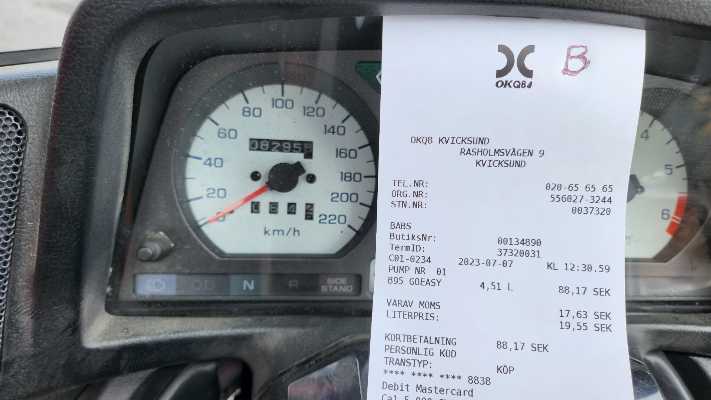 OKQ8
B
OKQ8 KVICKSUND
RASHOLMSVÄGEN 9
KVICKSUND
TEL.NR: 020-65 65 65
ORG.NR: 556027-3244
STN.NR: 0037320
BABS
ButiksNr: 00134890
TermID: 37320031
C01-0234 2023-07-07 KL 12:30.59
PUMP NR 01
B95 GOEASY 4,51 L 88,17 SEK
VARAV MOMS 17,63 SEK
LITERPRIS: 19,55 SEK
KORTBETALNING 88,17 SEK
PERSONLIG KOD
TRANSTYP: KÖP
**** **** **** 8838
Debit Mastercard
0 20 40 60 80 100 120 140 160 180 200 220
km/h
OD N R SIDE STAND
4
5
6